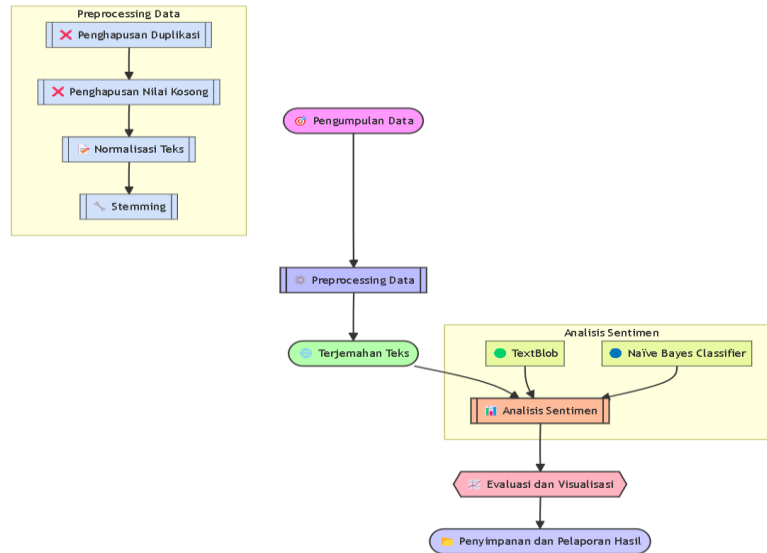 Preprocessing Data
Penghapusan Duplikasi
Penghapusan Nilai Kosong
Normalisasi Teks
Stemming
Pengumpulan Data
Preprocessing Data
Terjemahan Teks
Analisis Sentimen
TextBlob
Naïve Bayes Classifier
Analisis Sentimen
Evaluasi dan Visualisasi
Penyimpanan dan Pelaporan Hasil